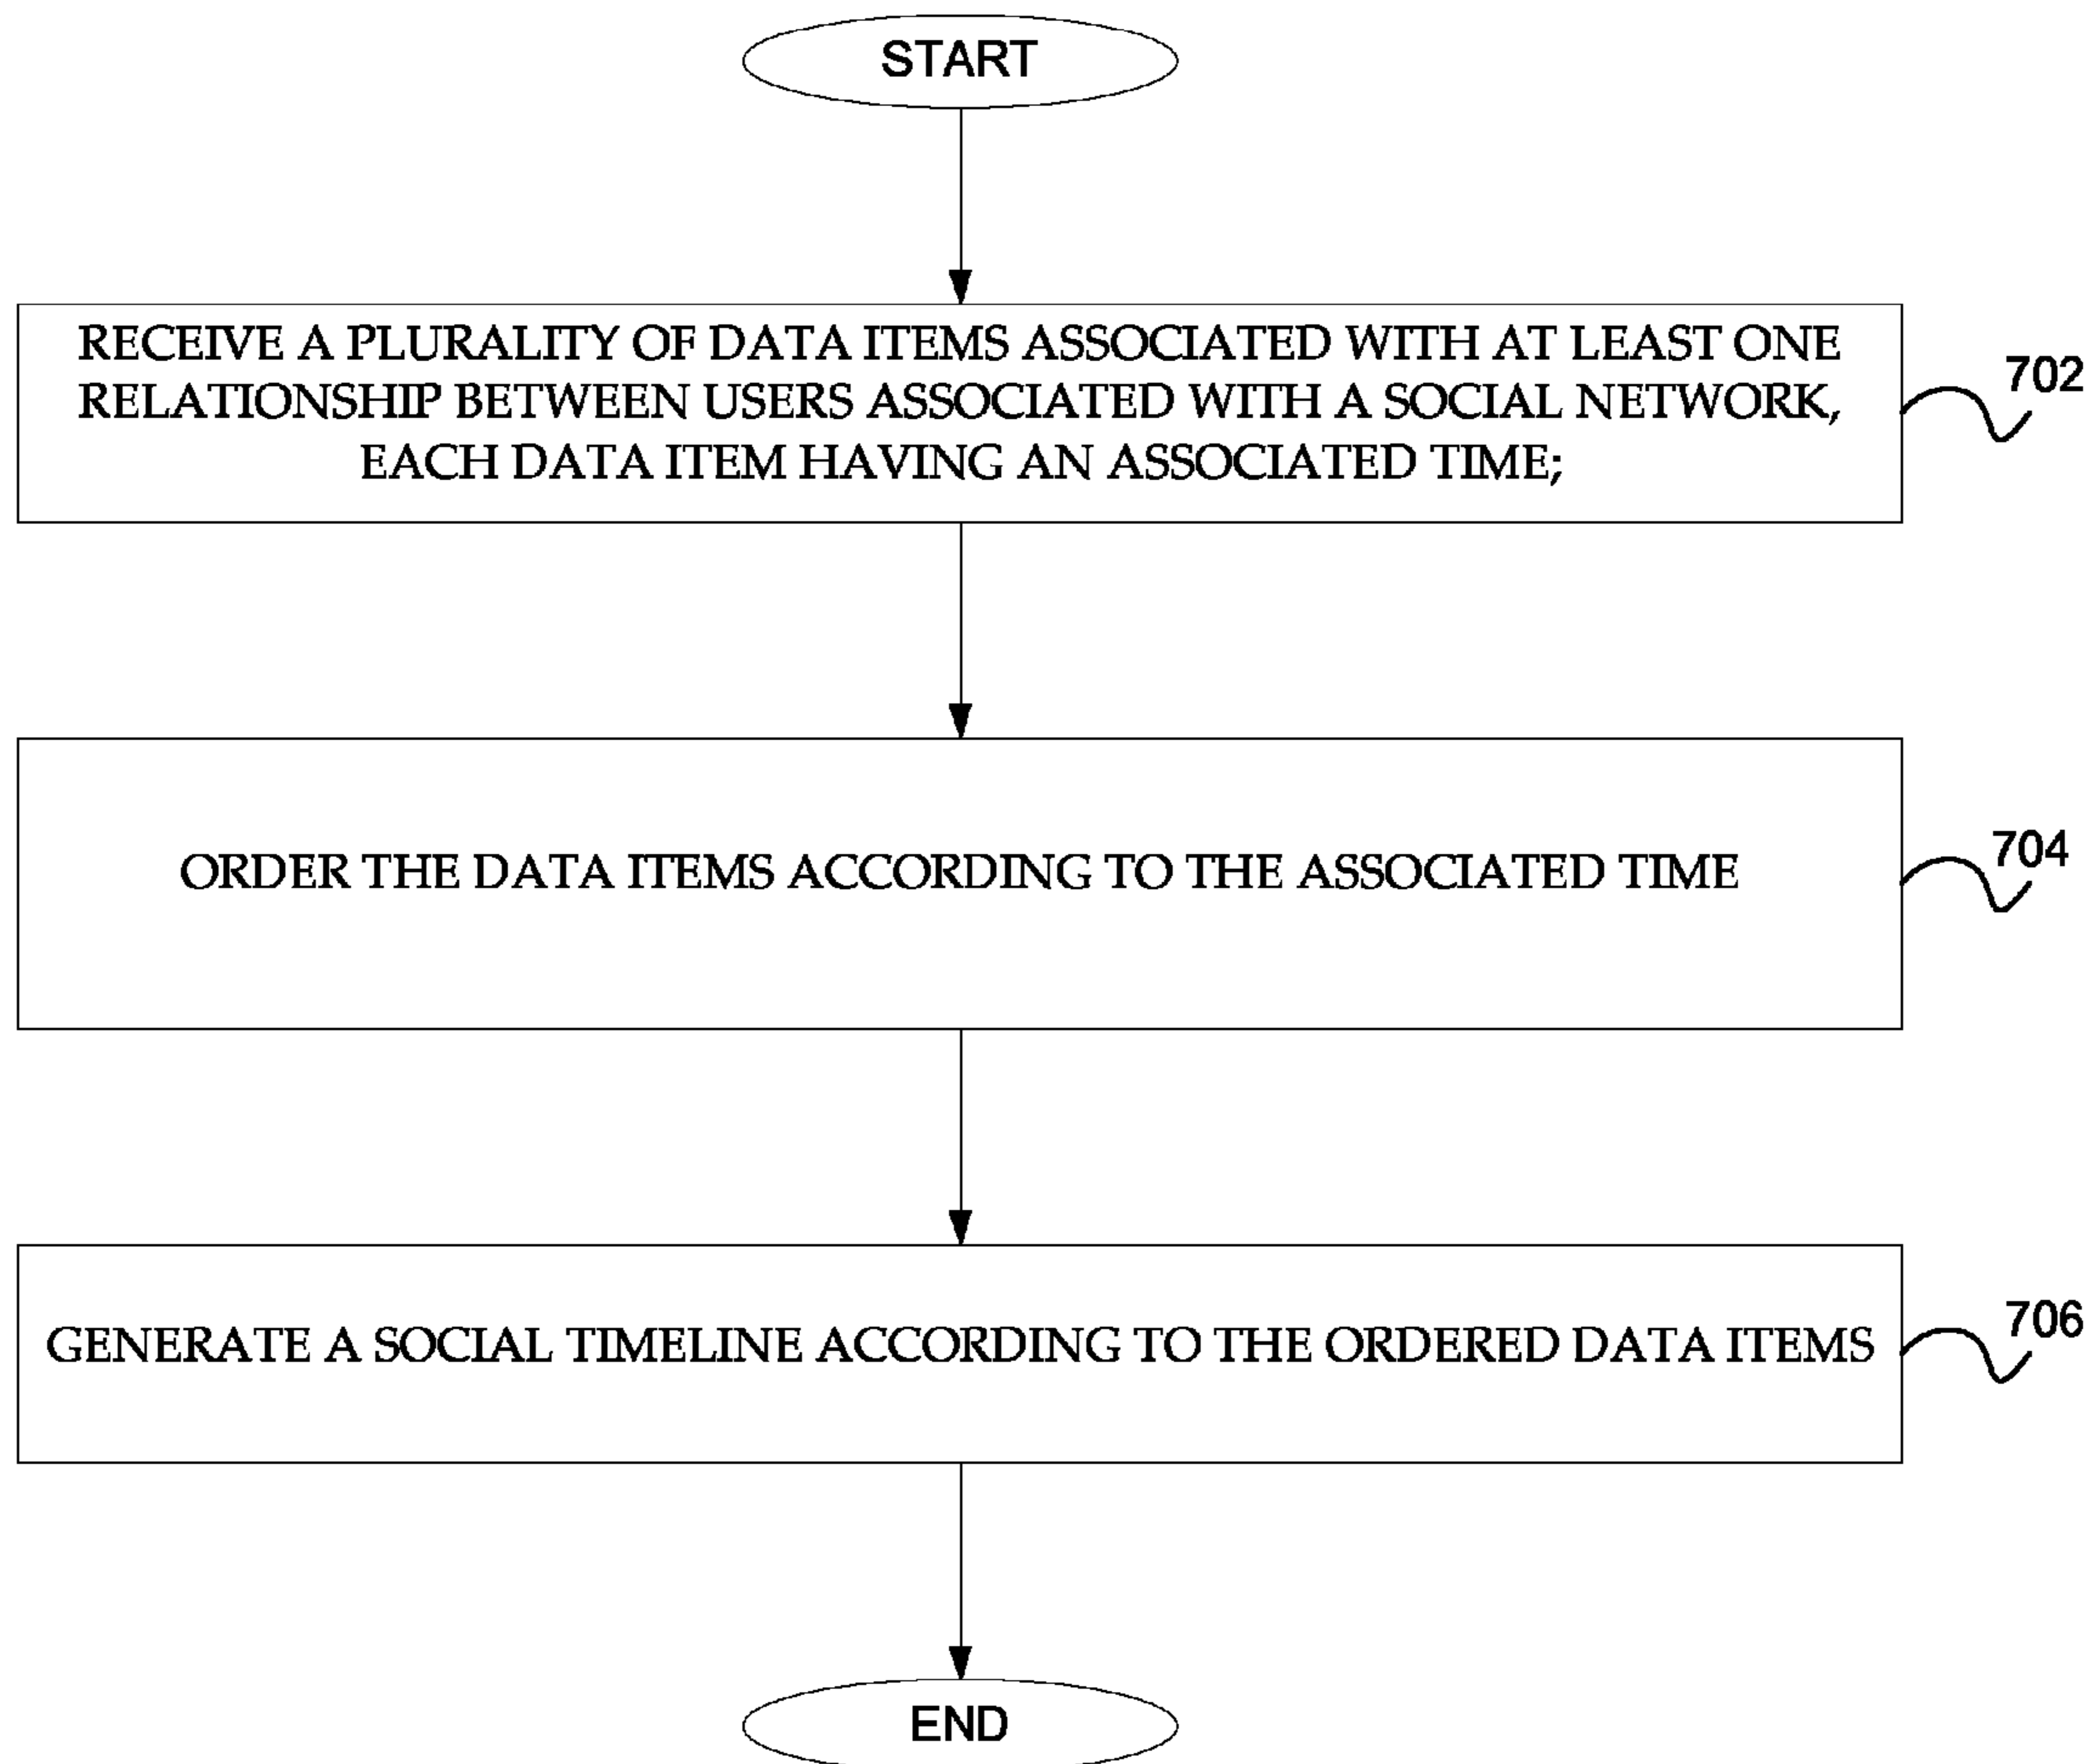 START
RECEIVE A PLURALITY OF DATA ITEMS ASSOCIATED WITH AT LEAST ONE
RELATIONSHIP BETWEEN USERS ASSOCIATED WITH A SOCIAL NETWORK,
EACH DATA ITEM HAVING AN ASSOCIATED TIME;
702
ORDER THE DATA ITEMS ACCORDING TO THE ASSOCIATED TIME
704
GENERATE A SOCIAL TIMELINE ACCORDING TO THE ORDERED DATA ITEMS
706
END